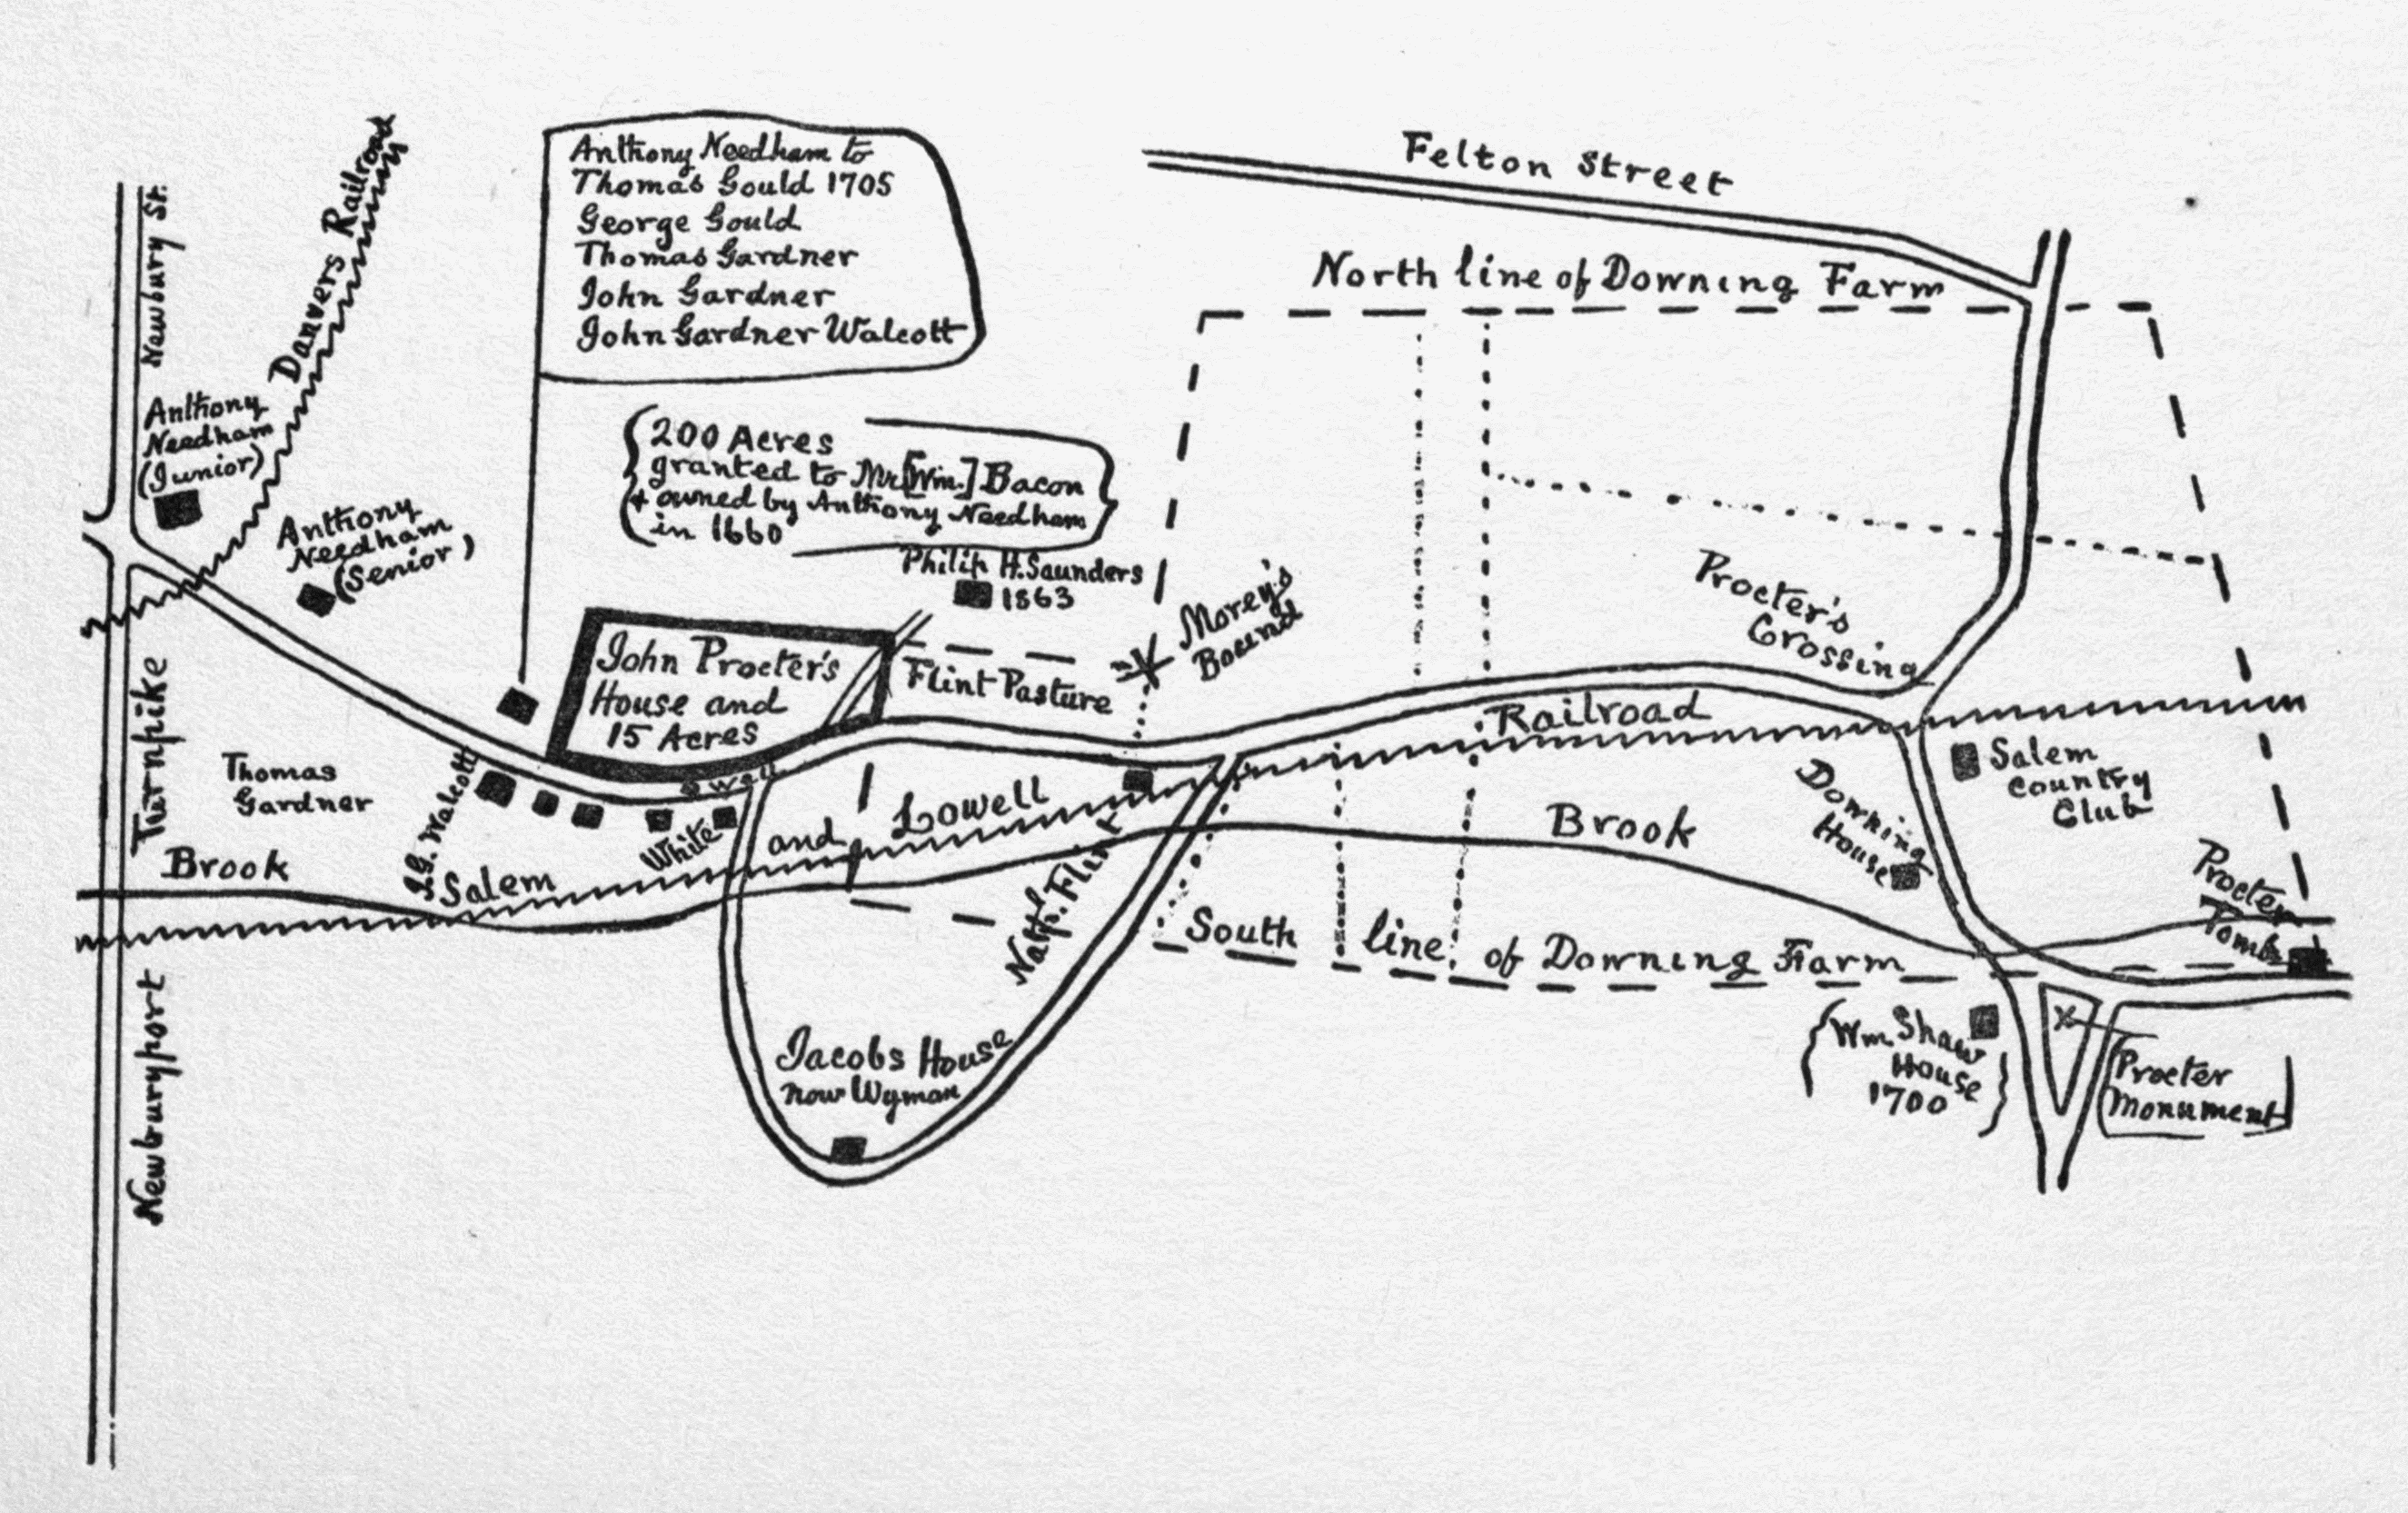 Newbury St.
Danvers Railroad
Anthony Needham to
Thomas Gould 1705
George Gould
Thomas Gardner
John Gardner
John Gardner Walcott
Felton Street
North line of Downing Farm
Anthony
Needham
(Junior)
Anthony
Needham
(Senior)
200 Acres
granted to Mr [Wm.] Bacon
& owned by Anthony Needham
in 1660
Philip H. Saunders
1863
Morey's
Bound
Procter's
Crossing
John Procter's
House and
15 Acres
Flint Pasture
Railroad
Turnpike
Thomas
Gardner
Walcott
Well
White
and
Lowell
Salem
Brook
Brook
Nath. Flint
Downing
House
Salem
Country
Club
Procter
Tomb
South line of Downing Farm
Jacobs House
now Wyman
Wm. Shaw
House
1700
Procter
Monument
Newburyport